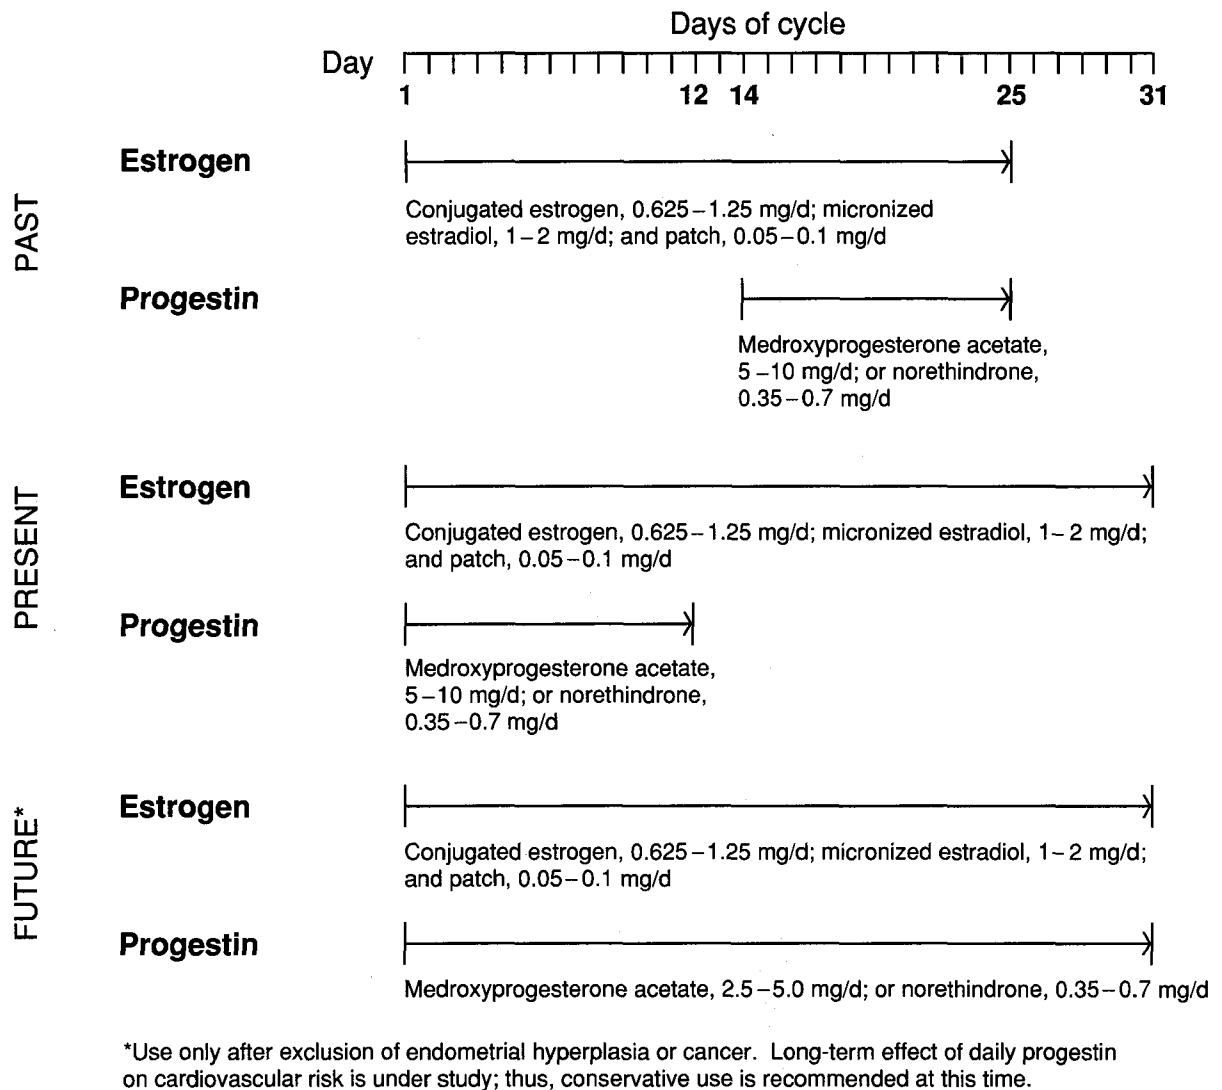 Days of cycle
Day
1 12 14 25 31
PAST
Estrogen
Conjugated estrogen, 0.625–1.25 mg/d; micronized
estradiol, 1–2 mg/d; and patch, 0.05–0.1 mg/d
Progestin
Medroxyprogesterone acetate,
5–10 mg/d; or norethindrone,
0.35–0.7 mg/d
PRESENT
Estrogen
Conjugated estrogen, 0.625–1.25 mg/d; micronized estradiol, 1–2 mg/d;
and patch, 0.05–0.1 mg/d
Progestin
Medroxyprogesterone acetate,
5–10 mg/d; or norethindrone,
0.35–0.7 mg/d
FUTURE*
Estrogen
Conjugated estrogen, 0.625–1.25 mg/d; micronized estradiol, 1–2 mg/d;
and patch, 0.05–0.1 mg/d
Progestin
Medroxyprogesterone acetate, 2.5–5.0 mg/d; or norethindrone, 0.35–0.7 mg/d
*Use only after exclusion of endometrial hyperplasia or cancer. Long-term effect of daily progestin
on cardiovascular risk is under study; thus, conservative use is recommended at this time.